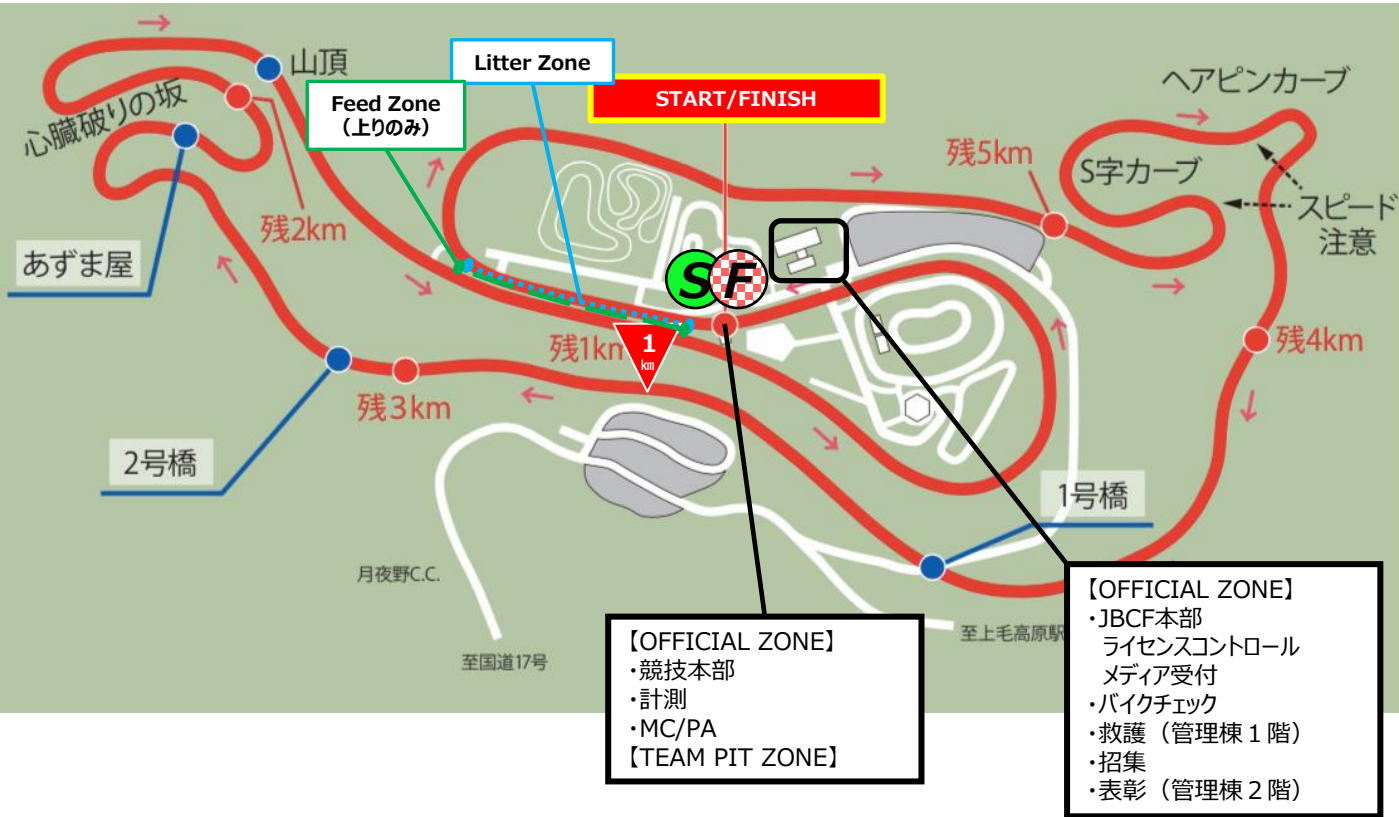 山頂
Litter Zone
Feed Zone
（上りのみ）
START/FINISH
ヘアピンカーブ
心臓破りの坂
残5km
S字カーブ
スピード
注意
残2km
あずま屋
S
F
残1kn
1
km
残4km
残３km
2号橋
1号橋
月夜野C.C.
至国道17号
至上毛高原駅
【OFFICIAL ZONE】
・競技本部
・計測
・MC/PA
【TEAM PIT ZONE】
【OFFICIAL ZONE】
・JBCF本部
ライセンスコントロール
メディア受付
・バイクチェック
・救護（管理棟１階）
・招集
・表彰（管理棟２階）